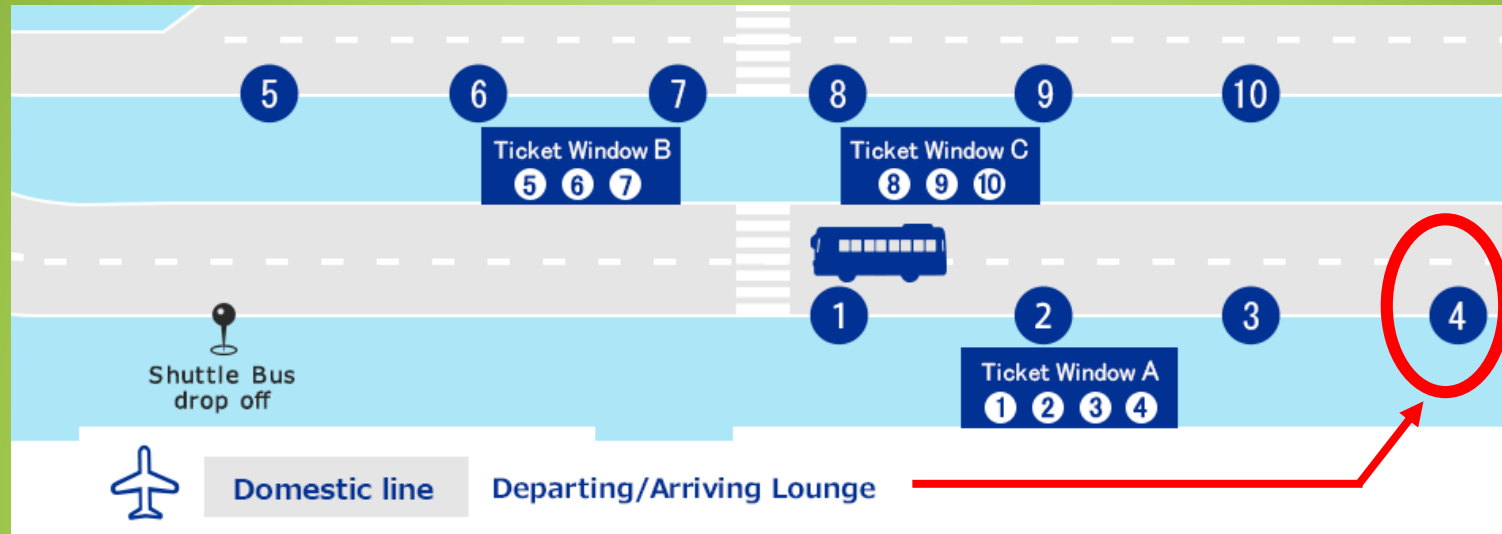 5 6 7 8 9 10
Ticket Window B
5 6 7
Ticket Window C
8 9 10
1 2 3 4
Shuttle Bus
drop off
Ticket Window A
1 2 3 4
Domestic line
Departing/Arriving Lounge